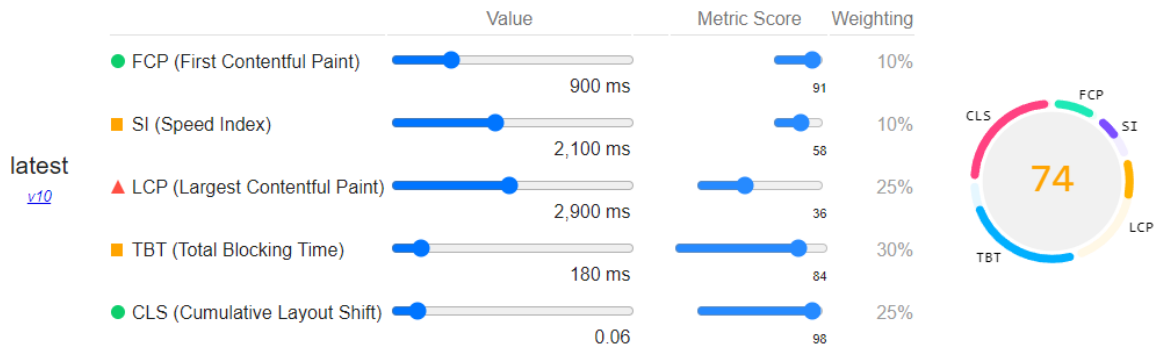 Value Metric Score Weighting
FCP (First Contentful Paint) 10%
900 ms 91
SI (Speed Index) 10%
2,100 ms 58
latest
v10
LCP (Largest Contentful Paint) 25%
2,900 ms 36
TBT (Total Blocking Time) 30%
180 ms 84
CLS (Cumulative Layout Shift) 25%
0.06 98
FCP
CLS
SI
74
LCP
TBT